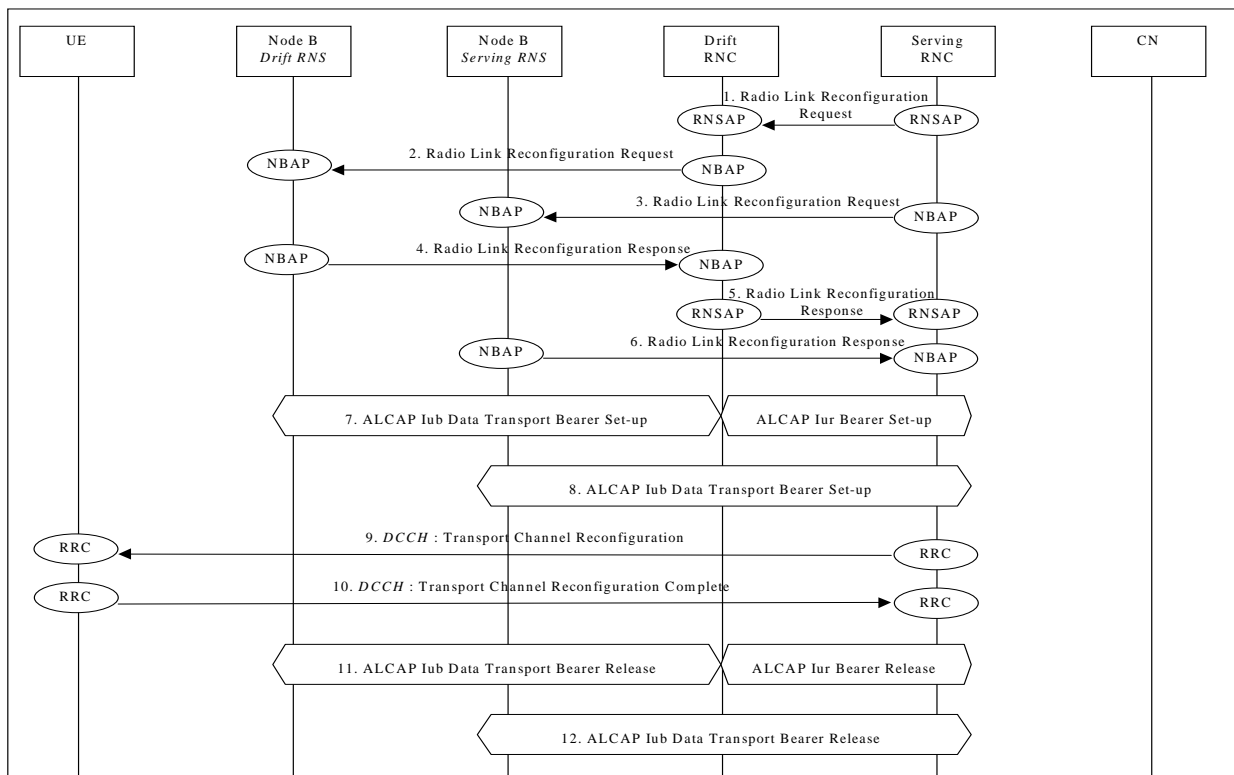 UE
Node B
Drift RNS
Node B
Serving RNS
Drift
RNC
Serving
RNC
CN
1. Radio Link Reconfiguration
Request
RNSAP
RNSAP
2. Radio Link Reconfiguration Request
NBAP
NBAP
3. Radio Link Reconfiguration Request
NBAP
NBAP
4. Radio Link Reconfiguration Response
NBAP
NBAP
5. Radio Link Reconfiguration
Response
RNSAP
RNSAP
6. Radio Link Reconfiguration Response
NBAP
NBAP
7. ALCAP Iub Data Transport Bearer Set-up
ALCAP Iur Bearer Set-up
8. ALCAP Iub Data Transport Bearer Set-up
9. DCCH : Transport Channel Reconfiguration
RRC
RRC
10. DCCH : Transport Channel Reconfiguration Complete
RRC
RRC
11. ALCAP Iub Data Transport Bearer Release
ALCAP Iur Bearer Release
12. ALCAP Iub Data Transport Bearer Release